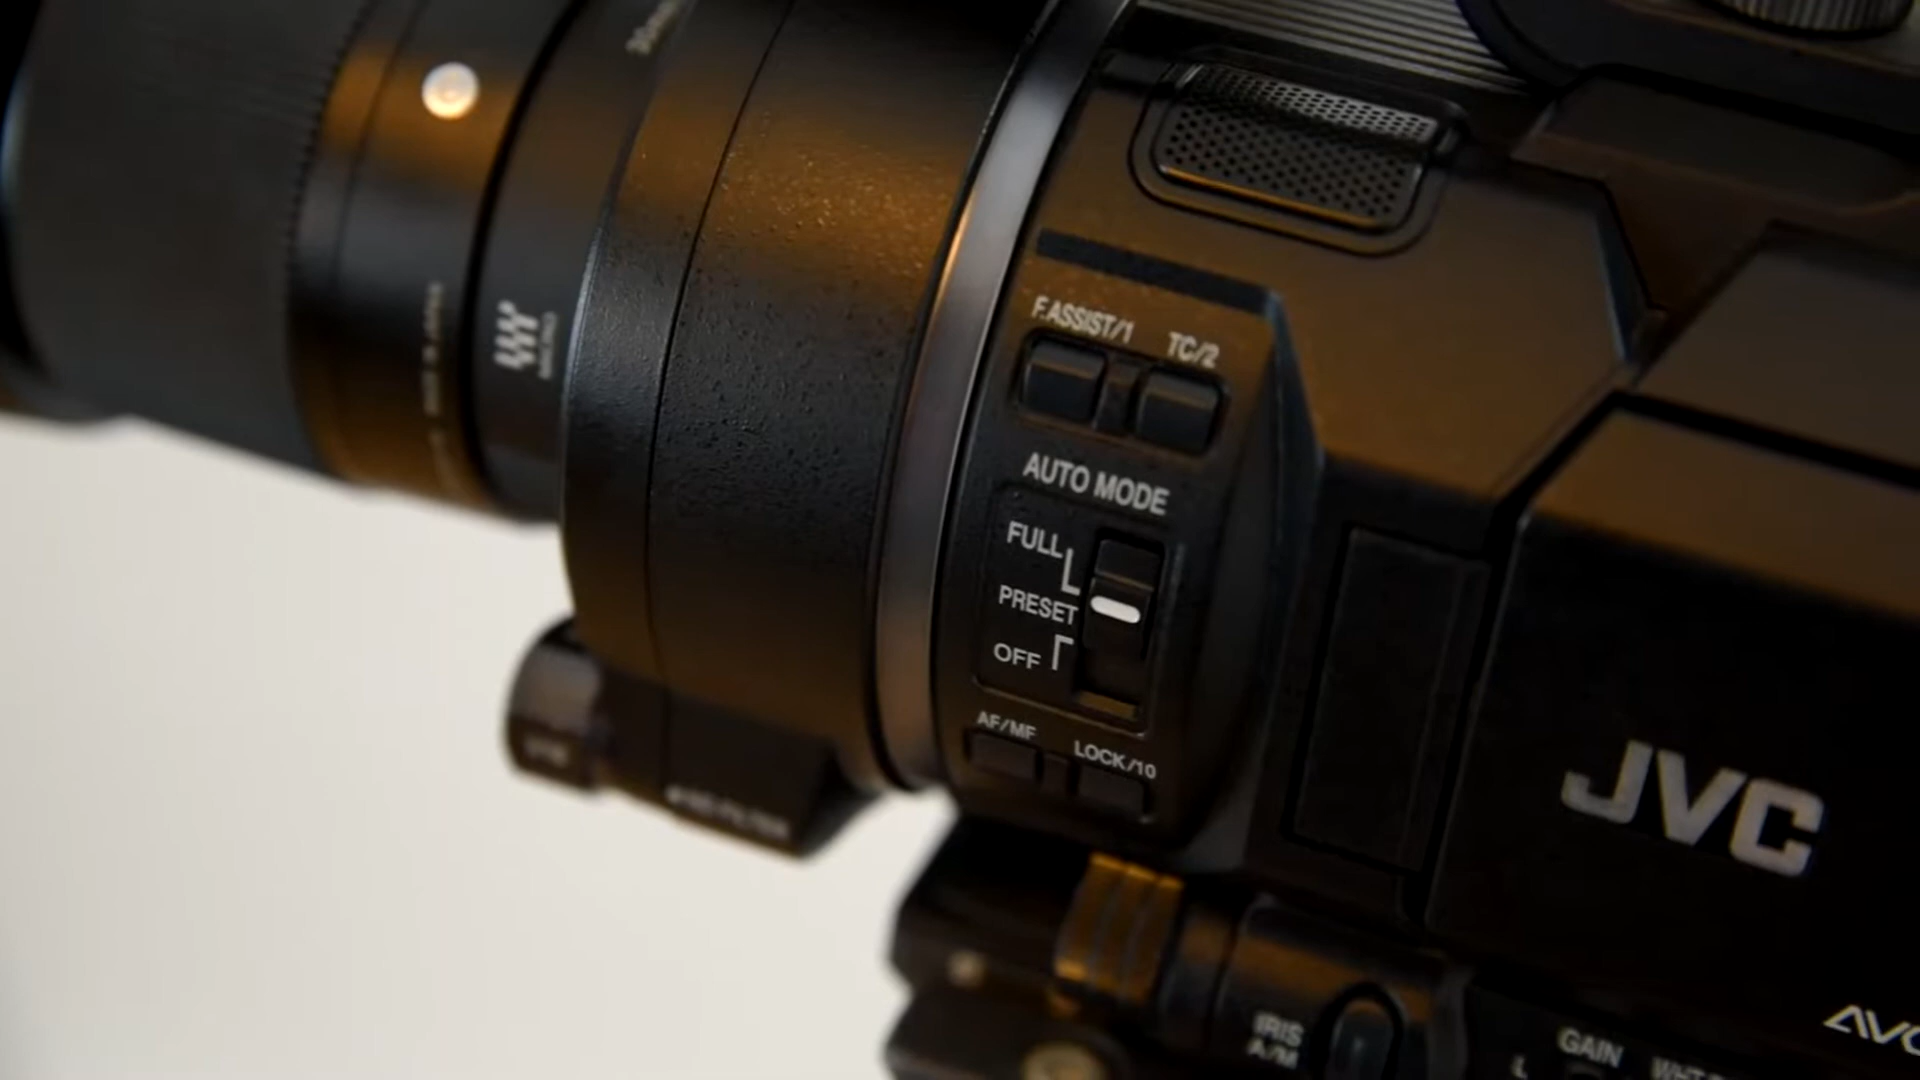 F.ASSIST/1 TC/2
AUTO MODE
FULL
PRESET
OFF
AF/MF LOCK/10
JVC
IRIS
A/M
GAIN
L